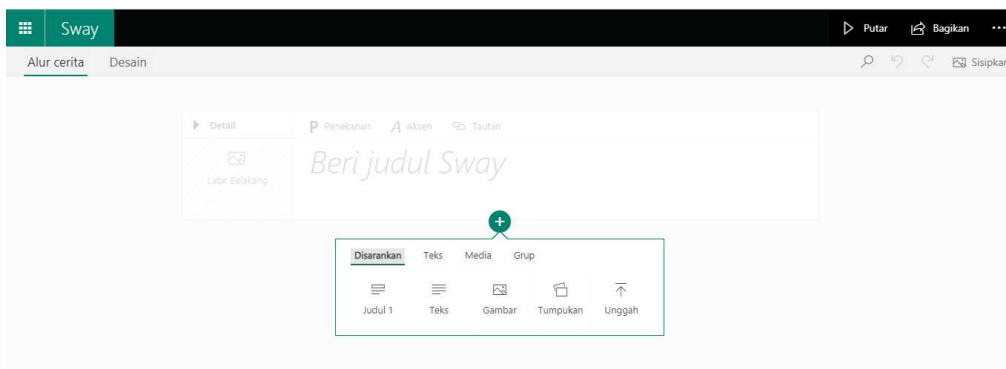 Sway
Putar
Bagikan
Alur cerita
Desain
Sisipkan
Detail
P Penekanan
A Aksen
Tautan
Latar Belakang
Beri judul Sway
Disarankan
Teks
Media
Grup
Judul 1
Teks
Gambar
Tumpukan
Unggah